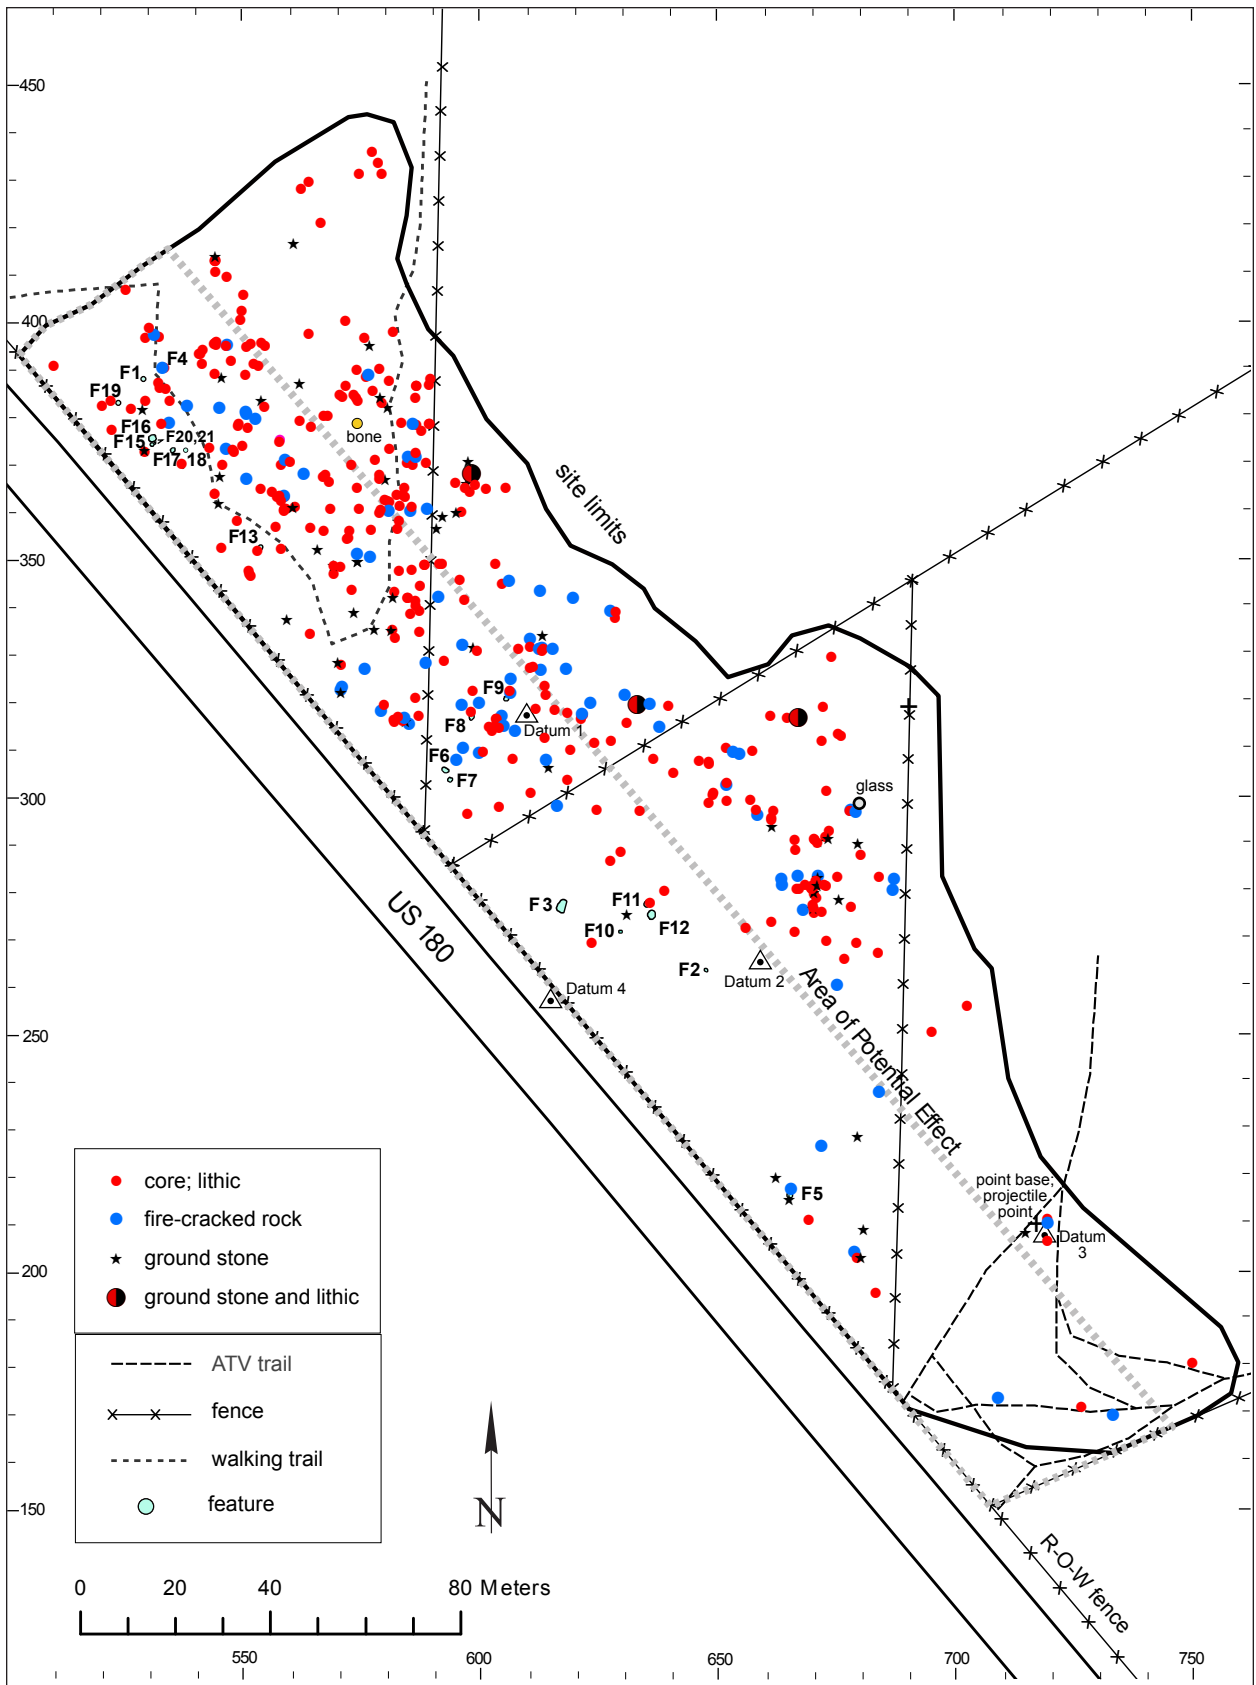 450
400
350
300
250
200
150
550
600
650
700
750
F1
F4
F19
F16
F15
F20,21
F17
18
F13
bone
site limits
F9
F8
Datum 1
F6
F7
glass
F3
F11
F10
F12
F2
Datum 2
Datum 4
US 180
Area of Potential Effect
F5
point base;
projectile
point
Datum
3
core; lithic
fire-cracked rock
ground stone
ground stone and lithic
ATV trail
fence
walking trail
feature
N
R-O-W fence
0 20 40 80 Meters